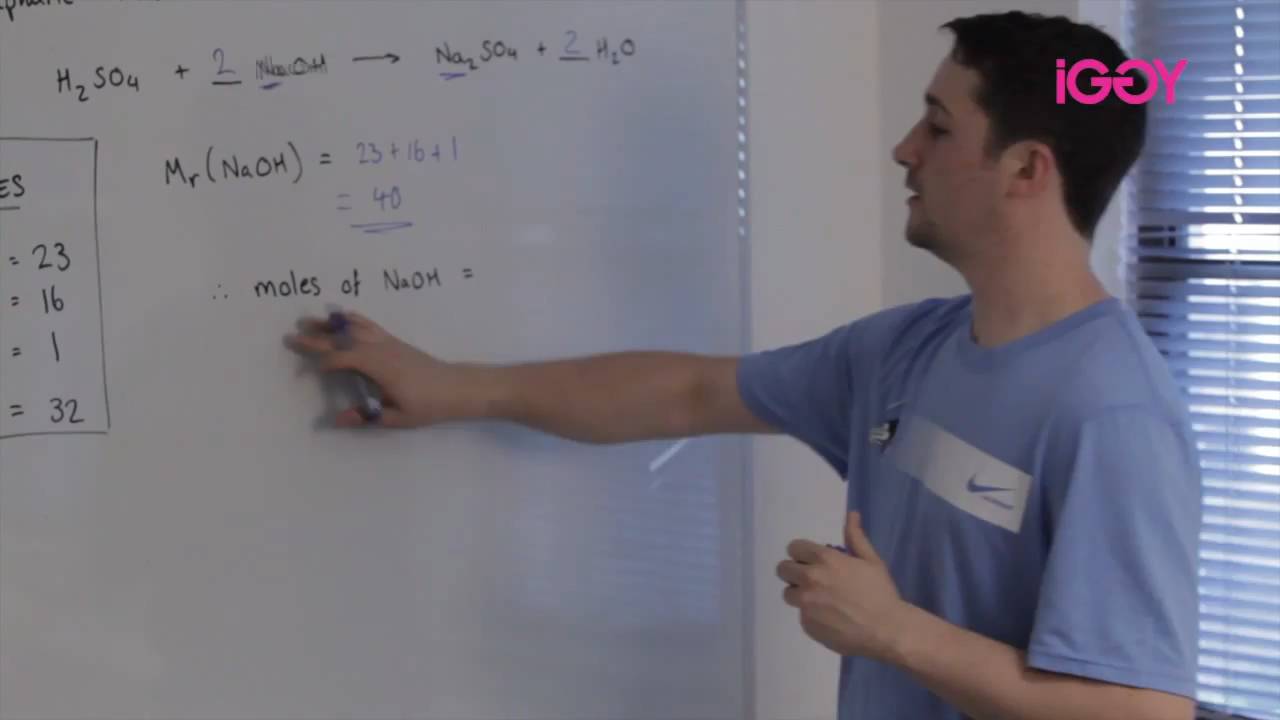 H₂SO₄ + 2 NaOH → Na₂SO₄ + 2 H₂O
iGGY
Mr(NaOH) = 23+16+1
= 40
ES
= 23
= 16
= 1
= 32
∴ moles of NaOH =